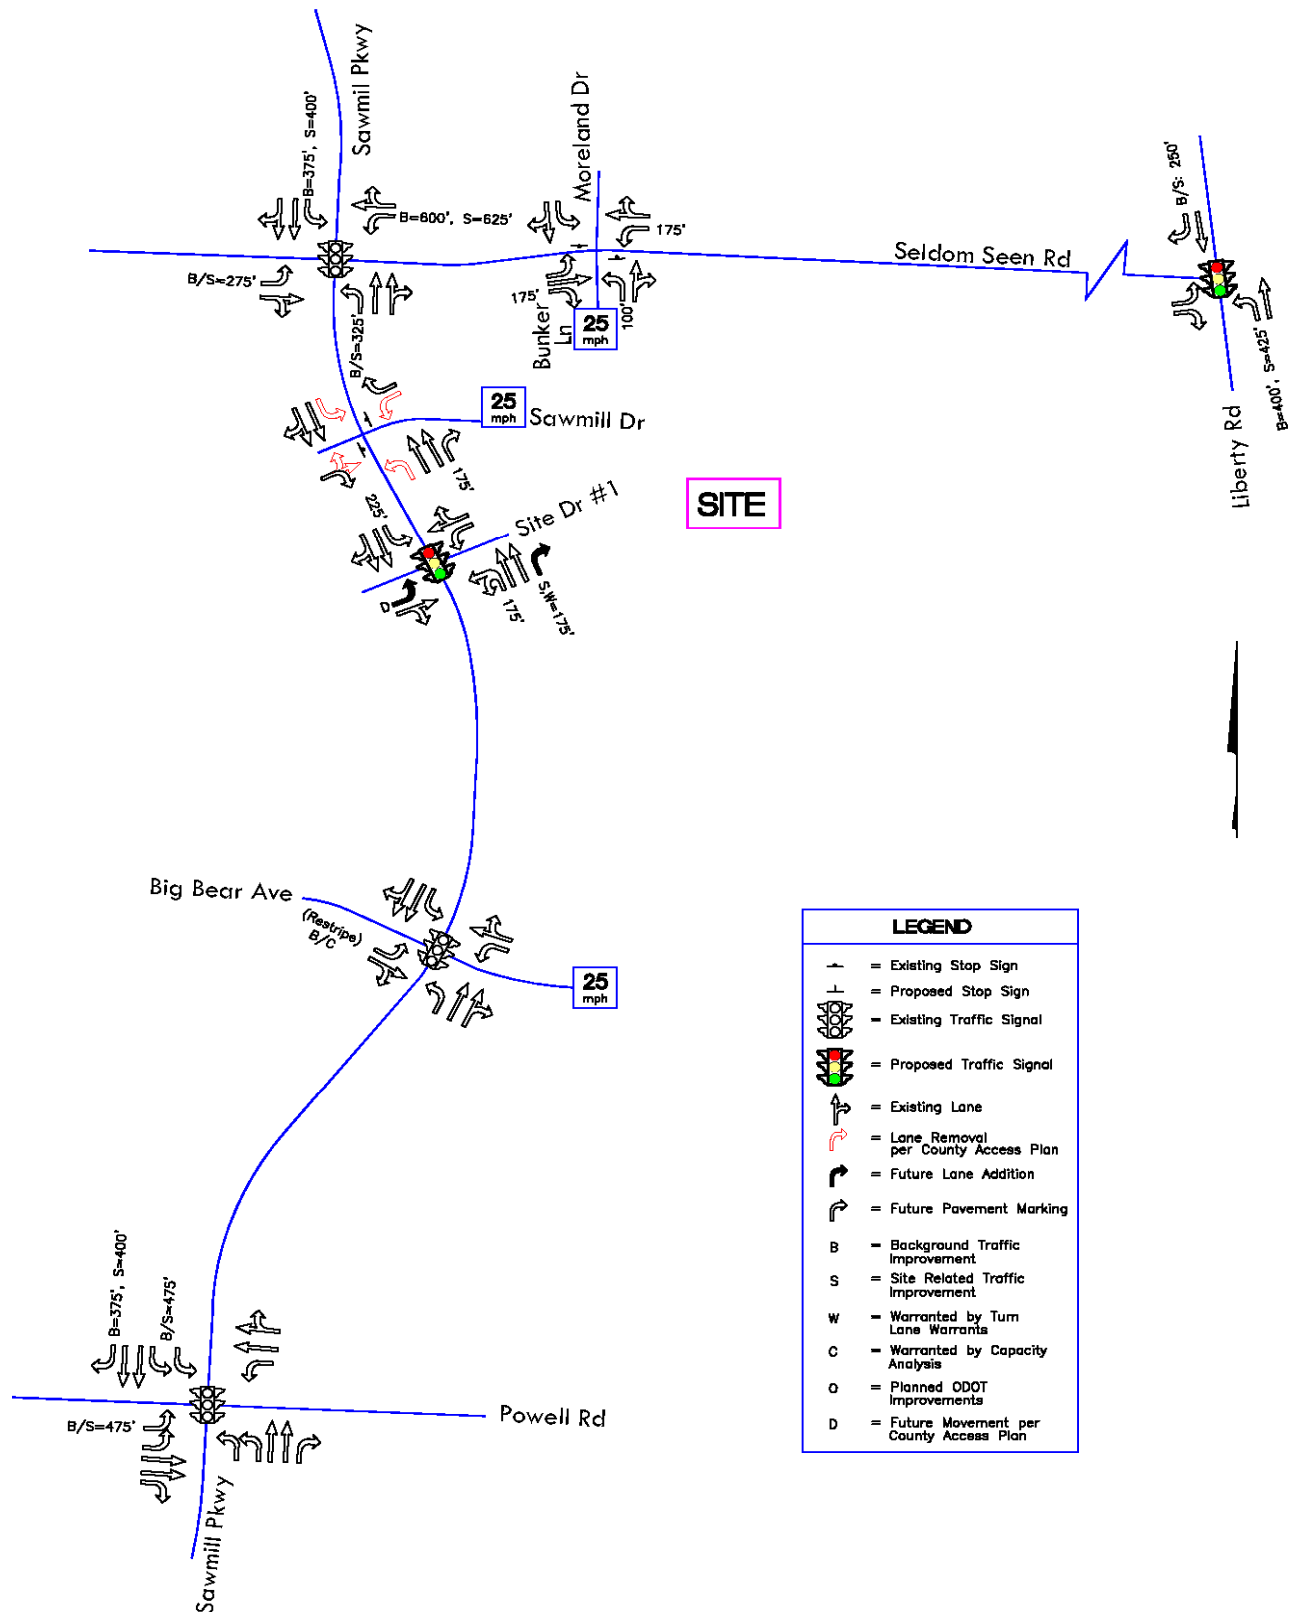 Sawmil Pkwy
B=375', S=400'
Moreland Dr
B/S: 250'
B=600', S=625'
175'
Seldom Seen Rd
B/S=275'
175'
100'
Bunker
Ln
25
mph
B/S=325'
B=400', S=425'
Liberty Rd
25
mph
Sawmill Dr
175'
SITE
225'
Site Dr #1
D
175'
S,W=175'
Big Bear Ave
(Restripe)
B/C
25
mph
LEGEND
= Existing Stop Sign
= Proposed Stop Sign
= Existing Traffic Signal
= Proposed Traffic Signal
= Existing Lane
= Lane Removal
per County Access Plan
= Future Lane Addition
= Future Pavement Marking
B = Background Traffic
Improvement
S = Site Related Traffic
Improvement
W = Warranted by Turn
Lane Warrants
C = Warranted by Capacity
Analysis
O = Planned ODOT
Improvements
D = Future Movement per
County Access Plan
B=375', S=400'
B/S=475'
B/S=475'
Powell Rd
Sawmill Pkwy